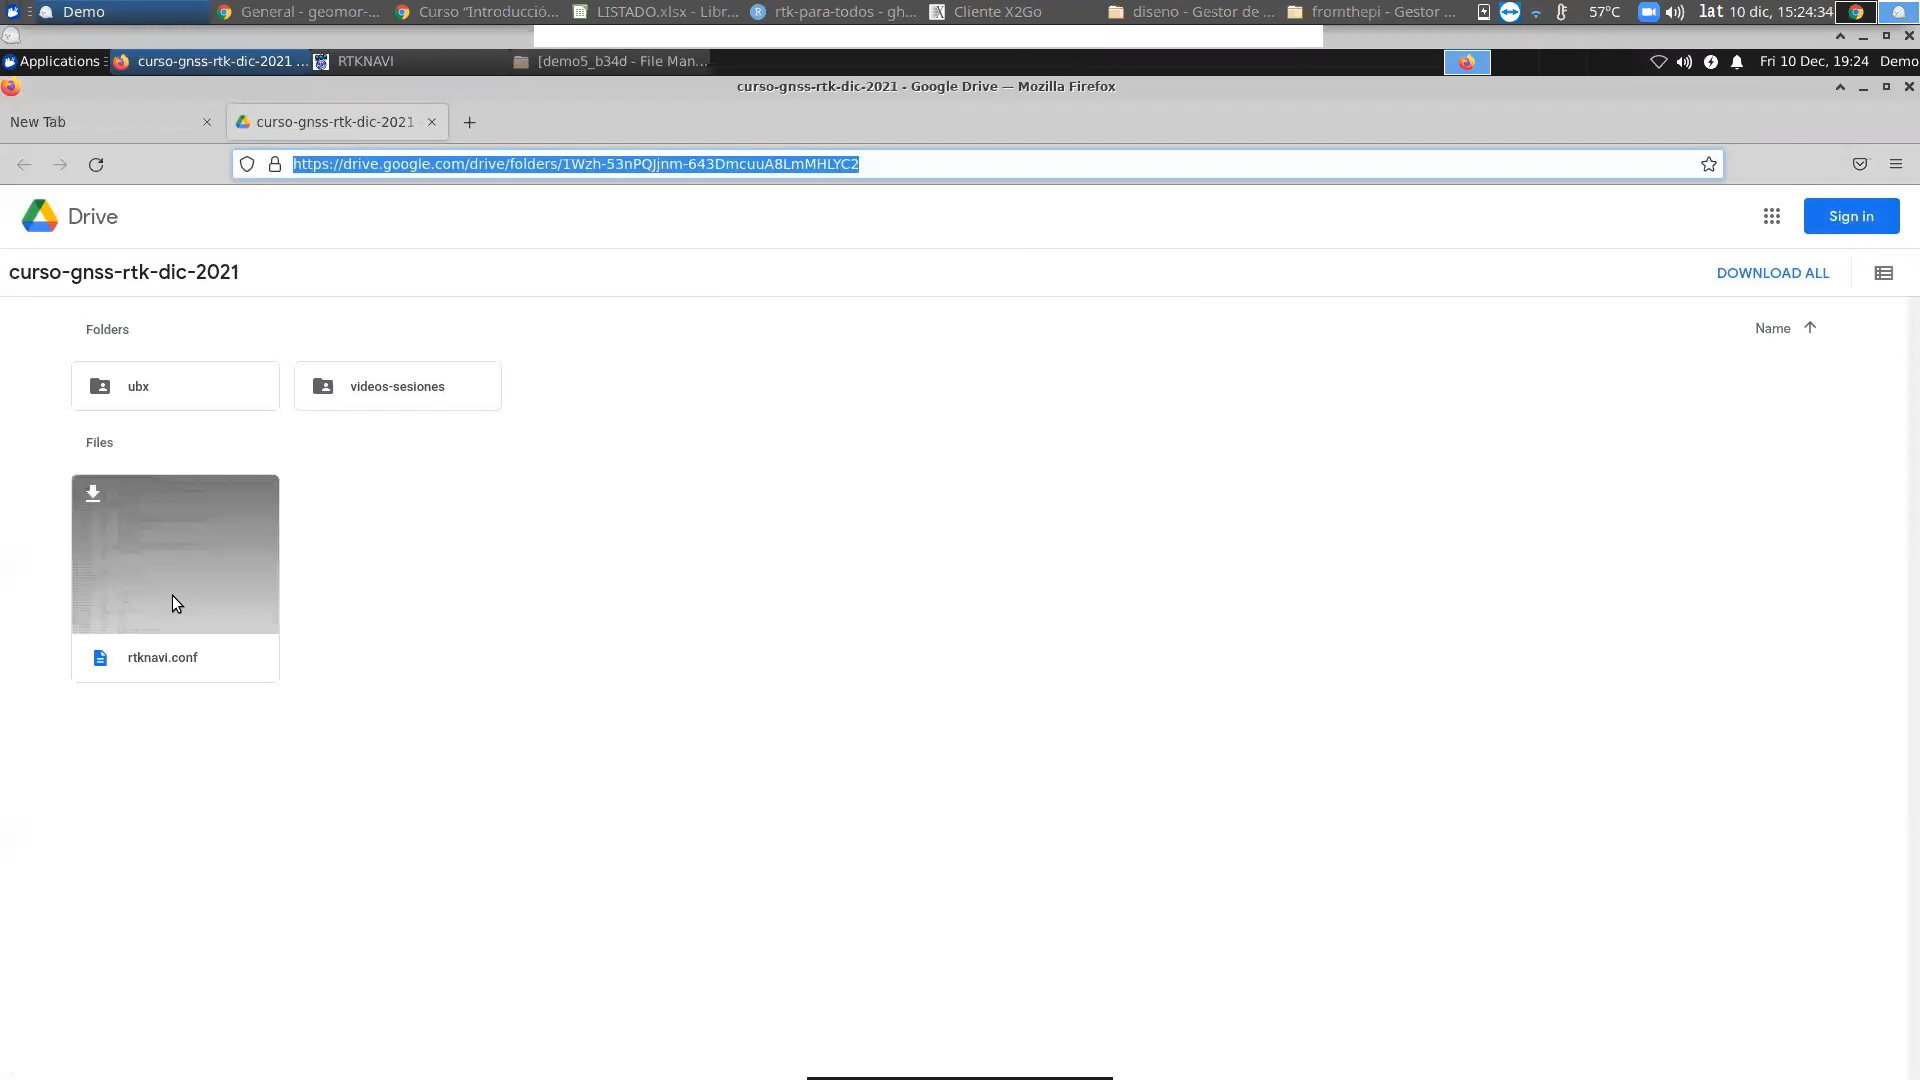 Demo General - geomor-... Curso “Introducció... LISTADO.xlsx - Libr... rtk-para-todos - gh... Cliente X2Go diseno - Gestor de ... fromthepi - Gestor ... 57°C lat 10 dic, 15:24:34
Applications curso-gnss-rtk-dic-2021 ... RTKNAVI [demo5_b34d - File Man... Fri 10 Dec, 19:24 Demo
curso-gnss-rtk-dic-2021 - Google Drive — Mozilla Firefox
New Tab curso-gnss-rtk-dic-2021
https://drive.google.com/drive/folders/1Wzh-53nPQJjnm-643DmcuuA8LmMHLYC2
Drive Sign in
curso-gnss-rtk-dic-2021 DOWNLOAD ALL
Folders Name
ubx videos-sesiones
Files
rtknavi.conf